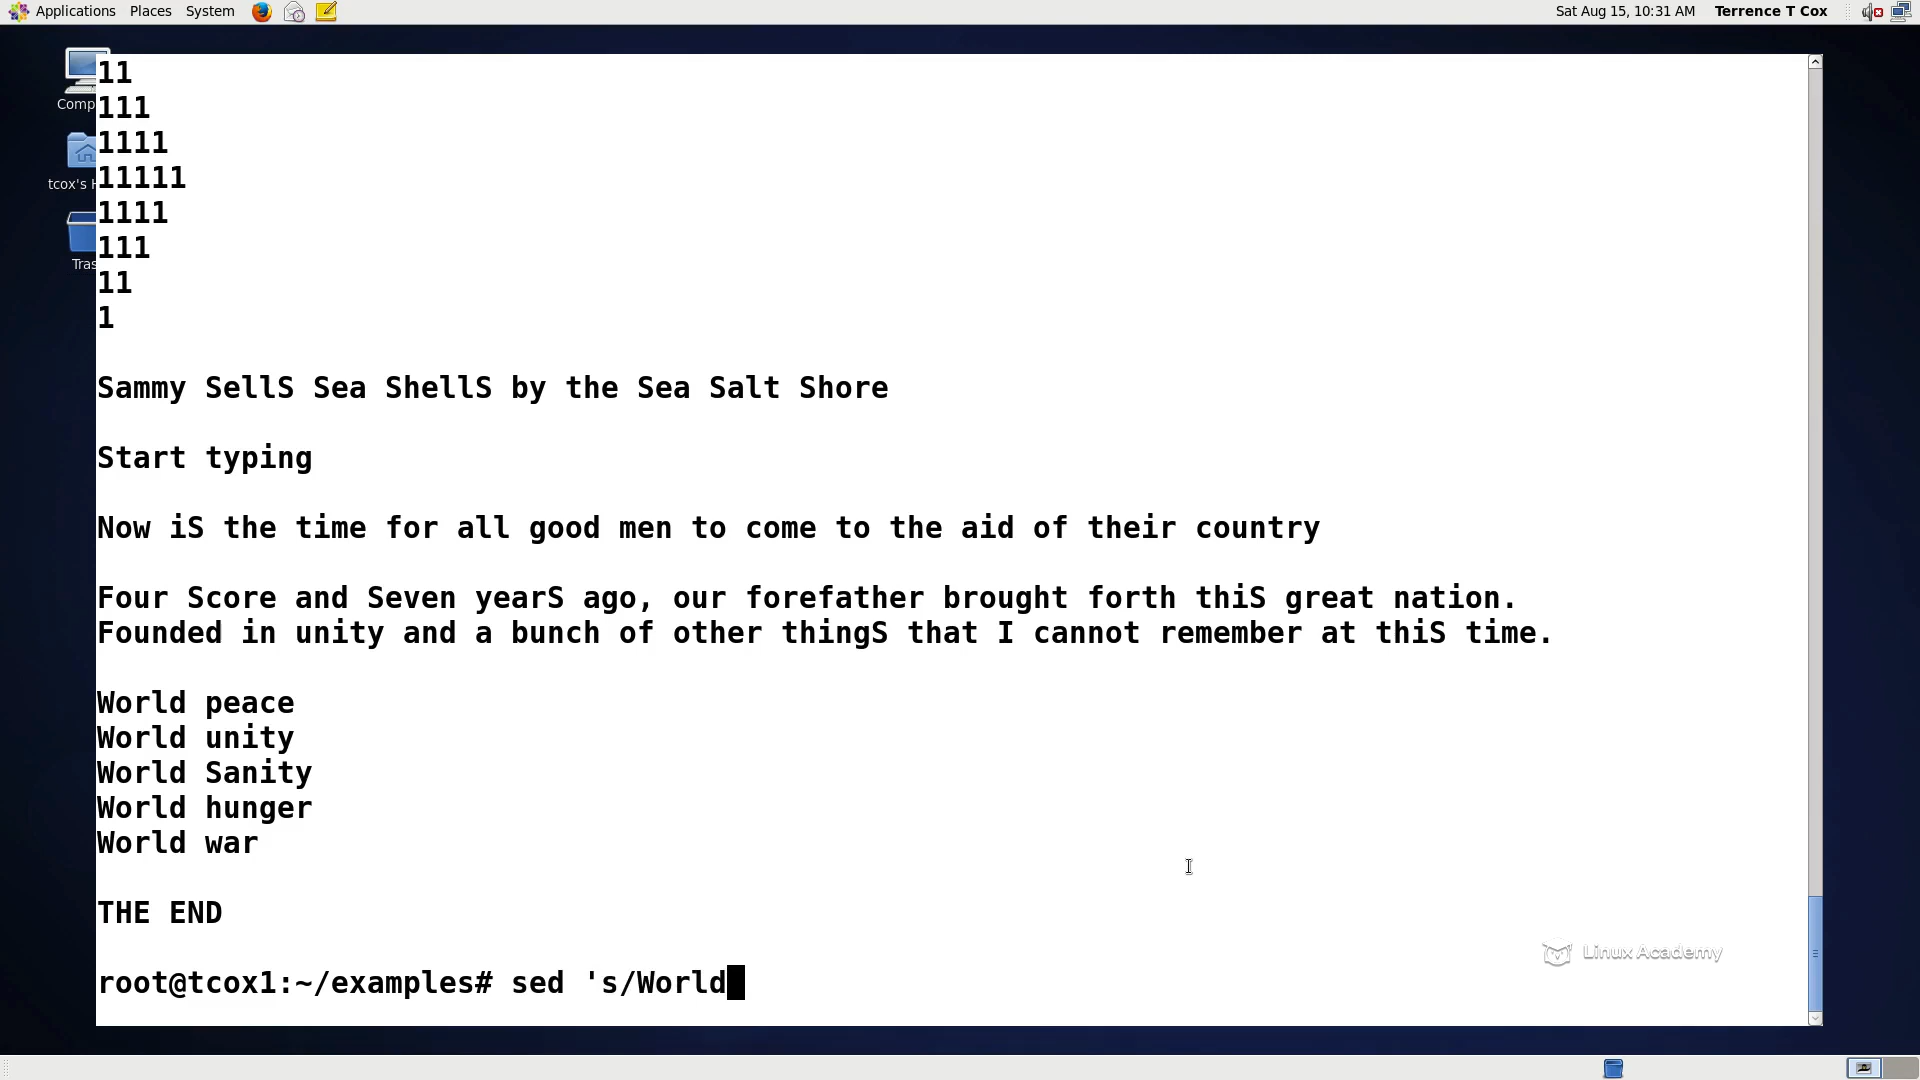 Applications Places System Sat Aug 15, 10:31 AM Terrence T Cox
Comp
tcox's H
Tras
11
111
1111
11111
1111
111
11
1
Sammy SellS Sea ShellS by the Sea Salt Shore
Start typing
Now iS the time for all good men to come to the aid of their country
Four Score and Seven yearS ago, our forefather brought forth thiS great nation.
Founded in unity and a bunch of other thingS that I cannot remember at thiS time.
World peace
World unity
World Sanity
World hunger
World war
THE END
Linux Academy
root@tcox1:~/examples# sed 's/World